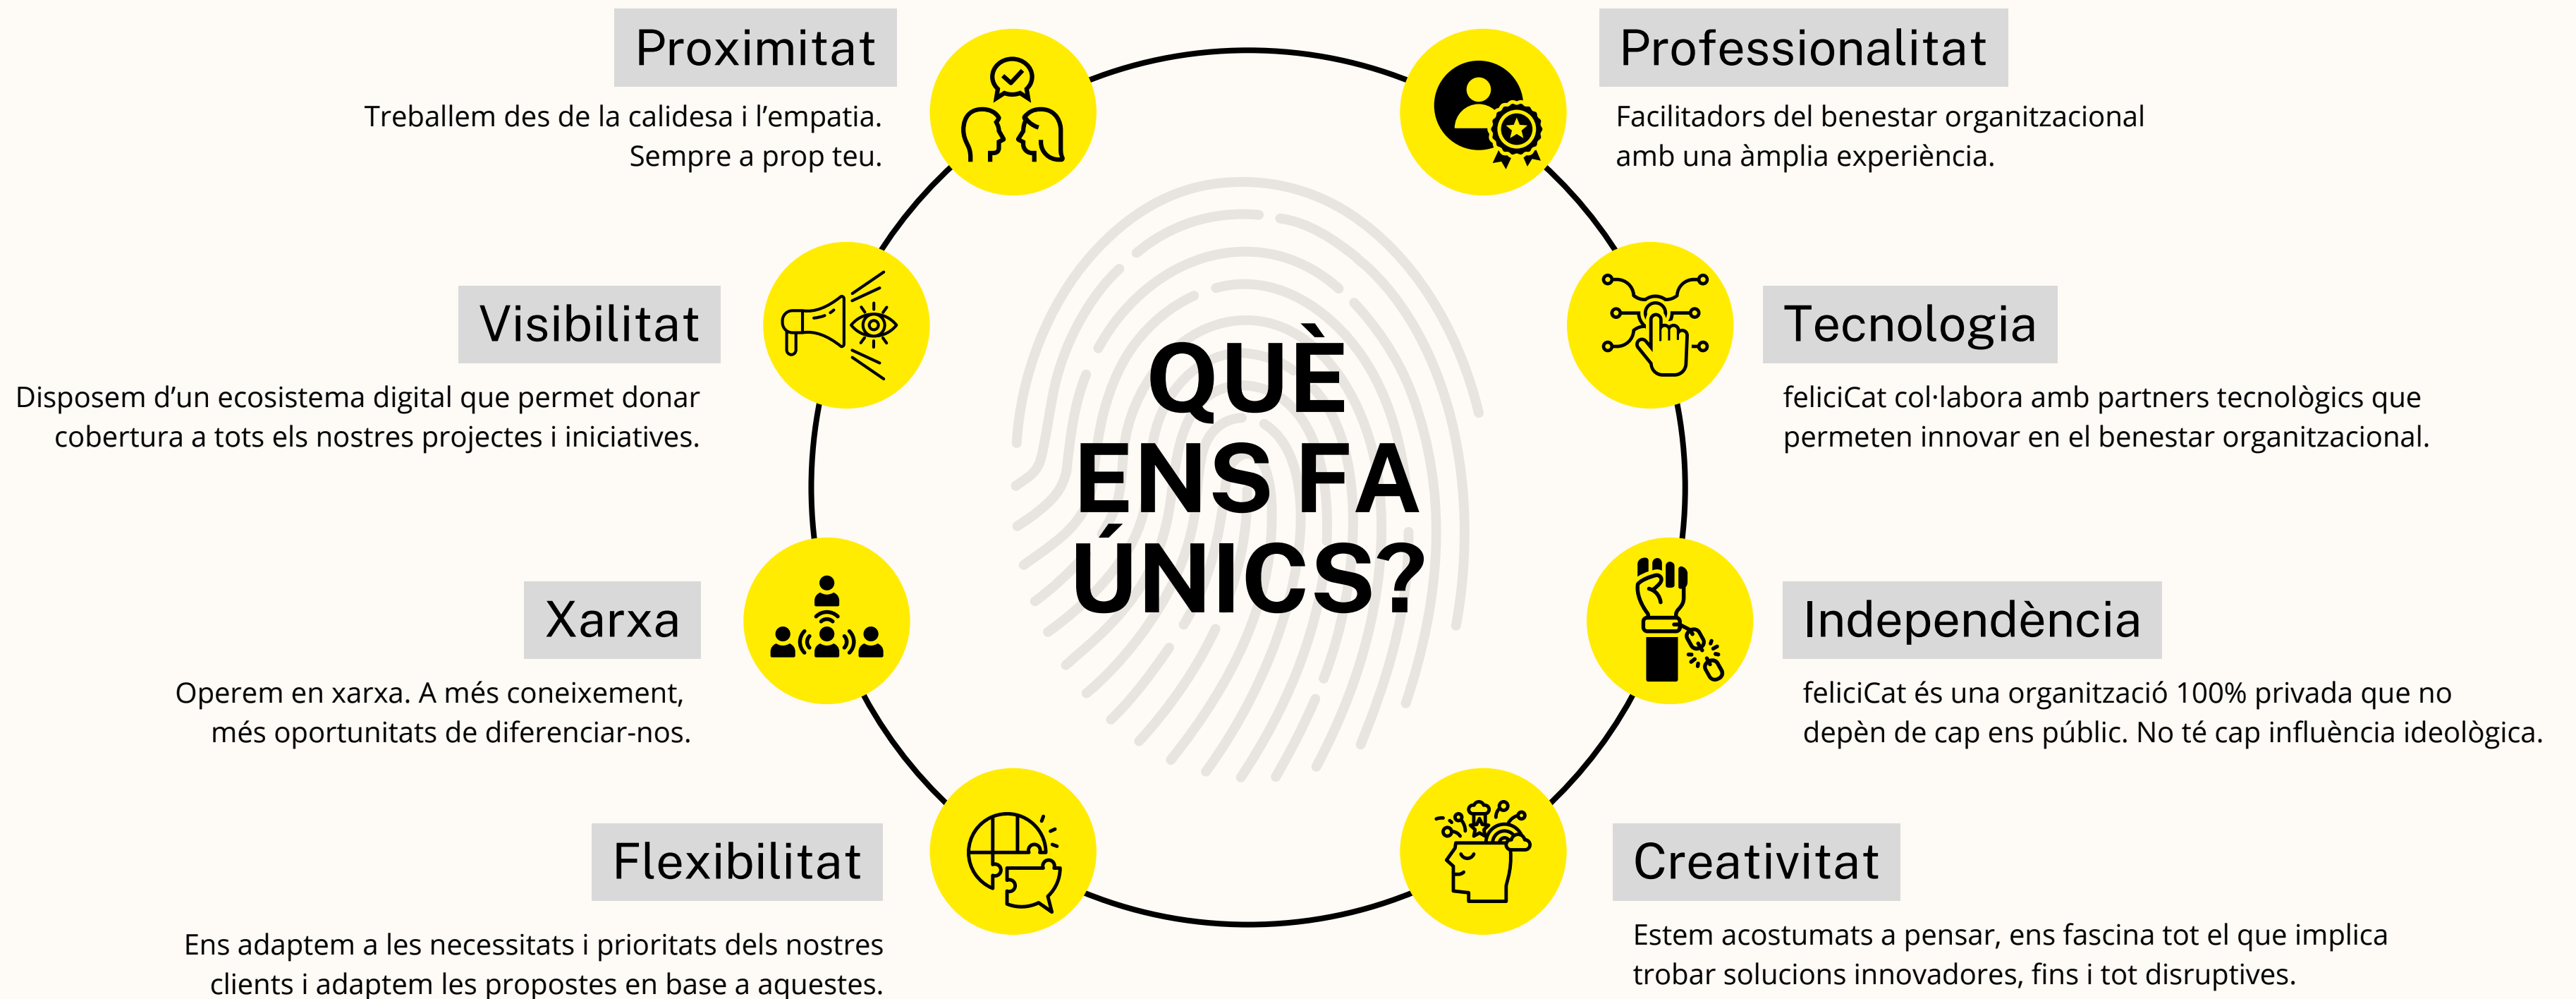 Proximitat
Treballem des de la calidesa i l’empatia.
Sempre a prop teu.
Visibilitat
Disposem d’un ecosistema digital que permet donar
cobertura a tots els nostres projectes i iniciatives.
Xarxa
Operem en xarxa. A més coneixement,
més oportunitats de diferenciar-nos.
Flexibilitat
Ens adaptem a les necessitats i prioritats dels nostres
clients i adaptem les propostes en base a aquestes.
QUÈ
ENS FA
ÚNICS?
Professionalitat
Facilitadors del benestar organitzacional
amb una àmplia experiència.
Tecnologia
feliciCat col·labora amb partners tecnològics que
permeten innovar en el benestar organitzacional.
Independència
feliciCat és una organització 100% privada que no
depèn de cap ens públic. No té cap influència ideològica.
Creativitat
Estem acostumats a pensar, ens fascina tot el que implica
trobar solucions innovadores, fins i tot disruptives.